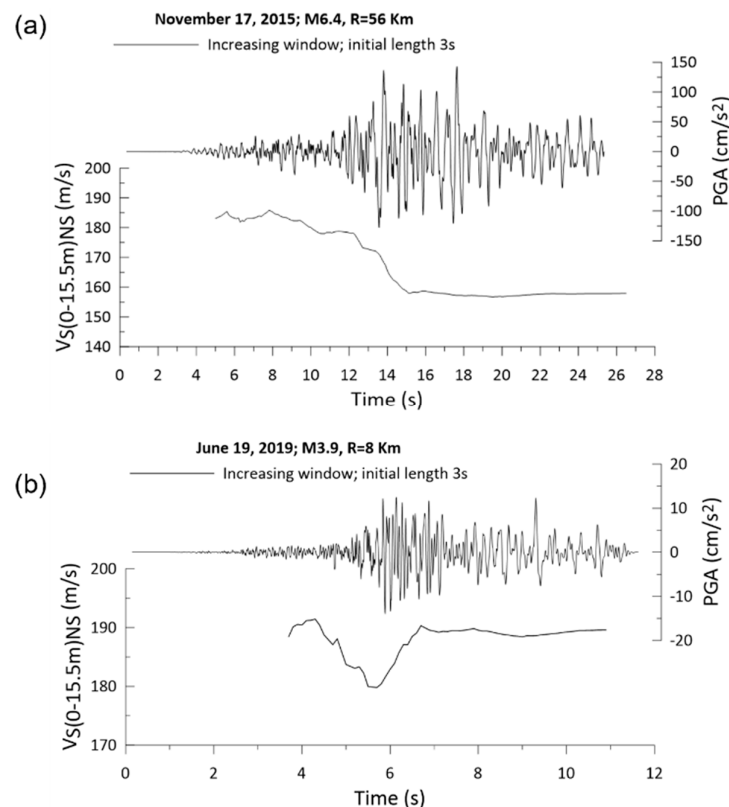 (a)
November 17, 2015; M6.4, R=56 Km
Increasing window; initial length 3s
150
100
50
0
-50
-100
-150
PGA (cm/s²)
200
190
180
170
160
150
140
VS(0-15.5m)NS (m/s)
0 2 4 6 8 10 12 14 16 18 20 22 24 26 28
Time (s)
(b)
June 19, 2019; M3.9, R=8 Km
Increasing window; initial length 3s
20
10
0
-10
-20
PGA (cm/s²)
200
190
180
170
VS(0-15.5m)NS (m/s)
0 2 4 6 8 10 12
Time (s)